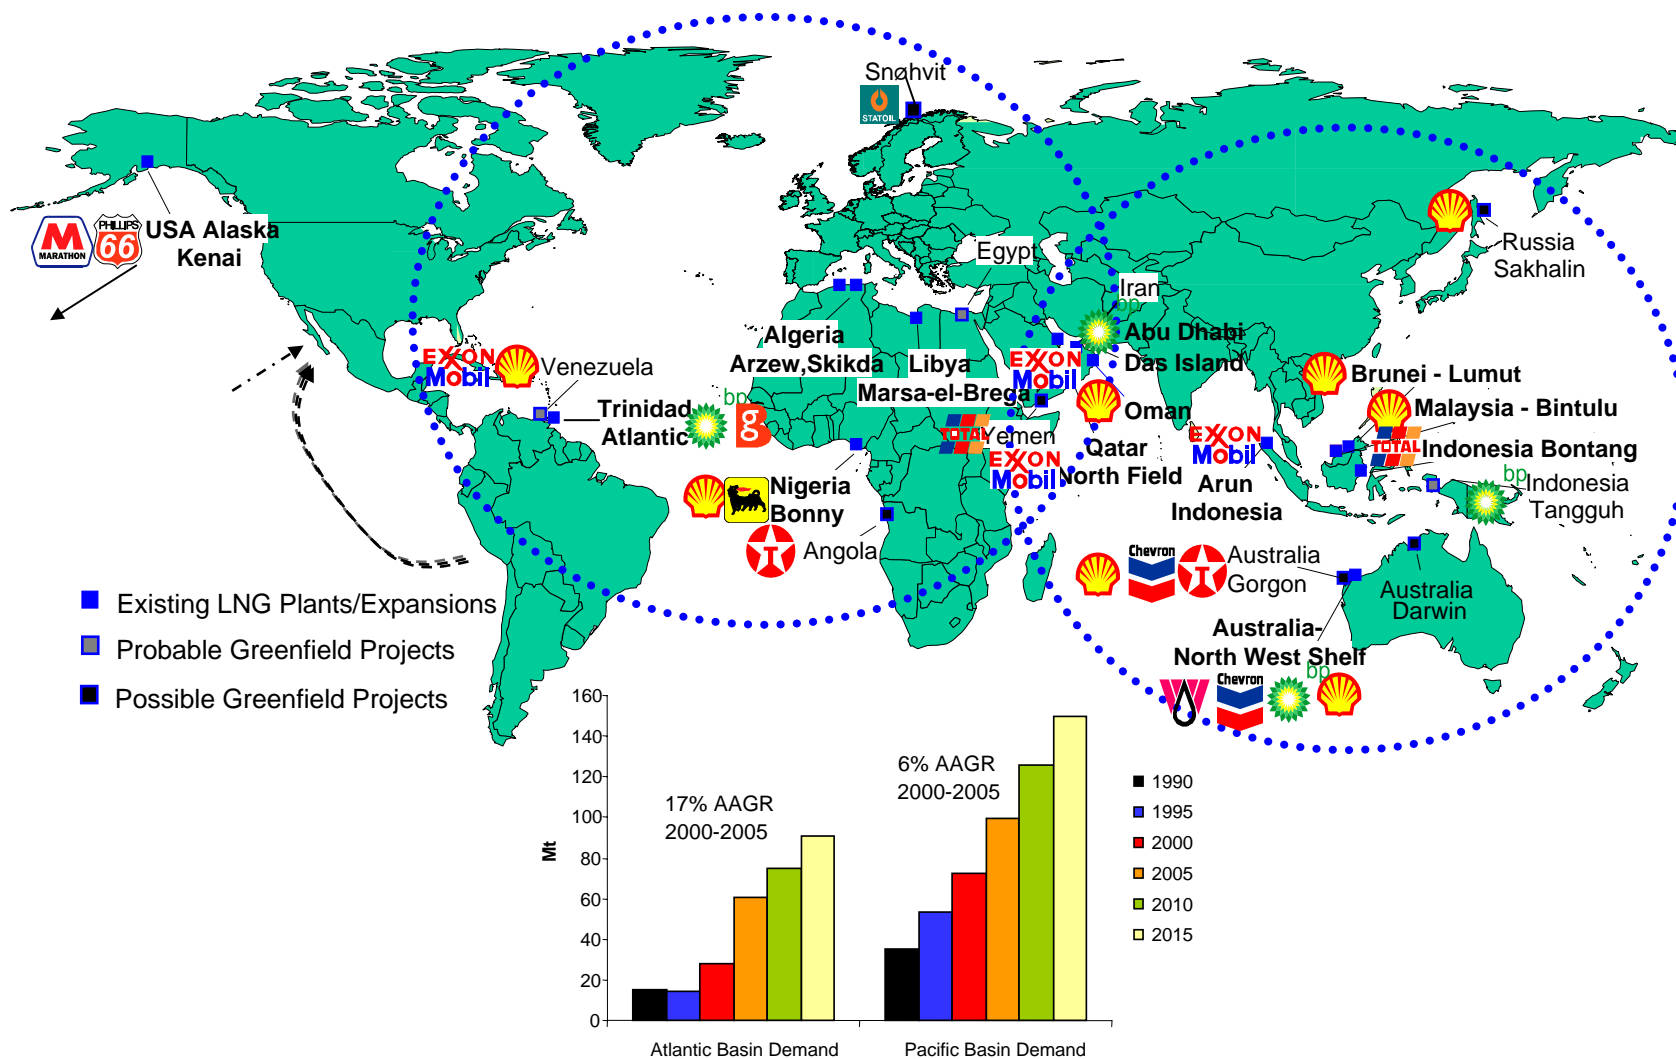 Snøhvit
STATOIL
M
MARATHON
PHILLIPS
66
USA Alaska
Kenai
Russia
Sakhalin
Egypt
Iran
bp
Abu Dhabi
Das Island
Algeria
Arzew,Skikda
Libya
Marsa-el-Brega
EXXON
Mobil
EXXON
Mobil
Venezuela
Trinidad
Atlantic
bp
g
Oman
TOTAL
Yemen
EXXON
Mobil
Qatar
North Field
Brunei - Lumut
Malaysia - Bintulu
TOTAL
Indonesia Bontang
EXXON
Mobil
Arun
Indonesia
bp
Indonesia
Tangguh
Nigeria
Bonny
T
Angola
Chevron
T
Australia
Gorgon
Australia
Darwin
Australia-
North West Shelf
Chevron
bp
Existing LNG Plants/Expansions
Probable Greenfield Projects
Possible Greenfield Projects
160
140
120
100
80
60
40
20
0
Mt
17% AAGR
2000-2005
6% AAGR
2000-2005
1990
1995
2000
2005
2010
2015
Atlantic Basin Demand
Pacific Basin Demand